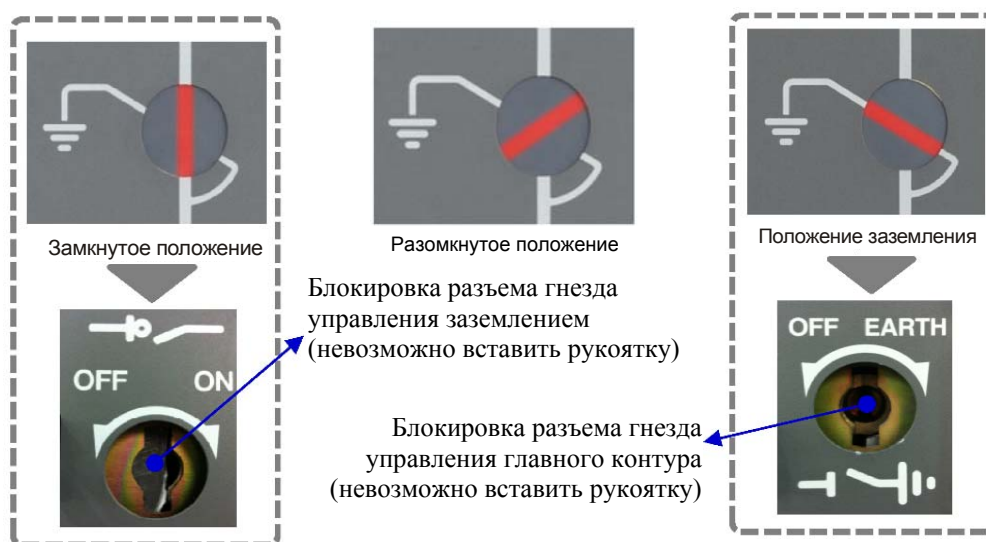 Замкнутое положение
Разомкнутое положение
Положение заземления
Блокировка разъема гнезда
управления заземлением
(невозможно вставить рукоятку)
OFF ON
OFF EARTH
Блокировка разъема гнезда
управления главного контура
(невозможно вставить рукоятку)